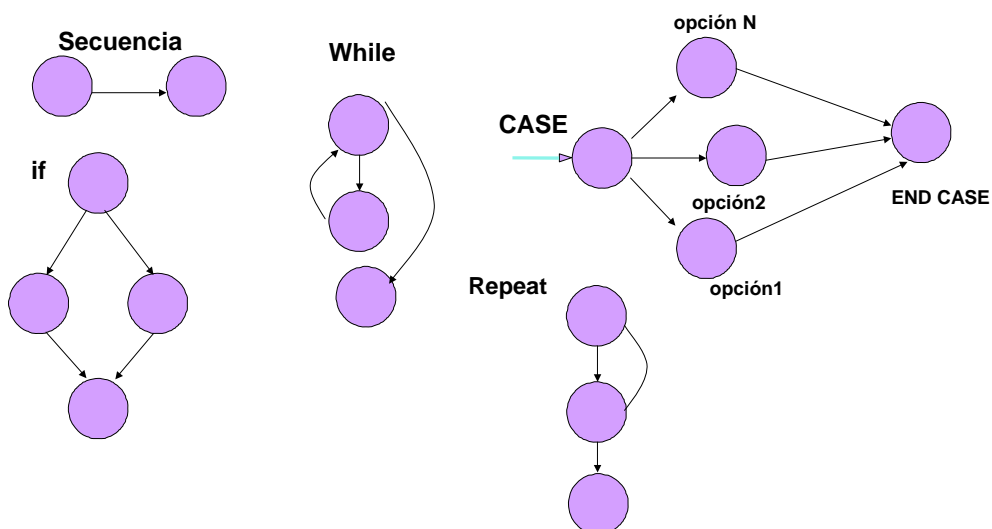 Secuencia
While
opción N
CASE
if
opción2
END CASE
opción1
Repeat